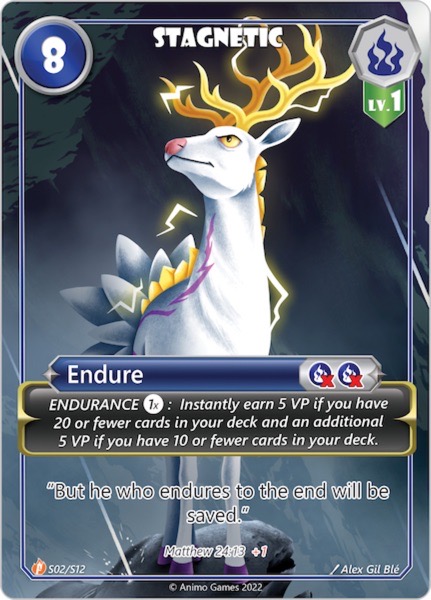 8
STAGNETIC
LV.1
Endure
ENDURANCE 1x : Instantly earn 5 VP if you have
20 or fewer cards in your deck and an additional
5 VP if you have 10 or fewer cards in your deck.
"But he who endures to the end will be
saved."
Matthew 24:13 +1
P S02/S12
Alex Gil Blé
© Animo Games 2022